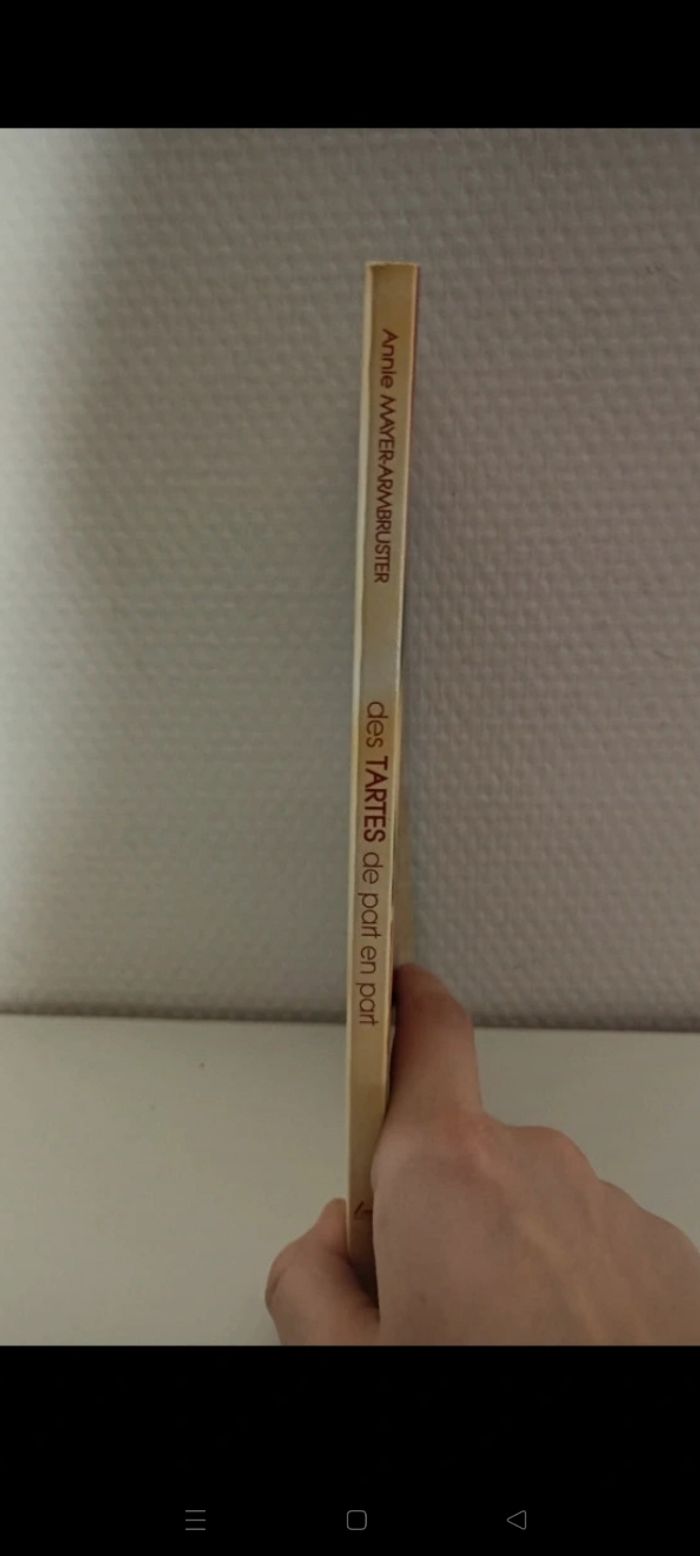 Annie MAYER-ARMBRUSTER
des TARTES de part en part